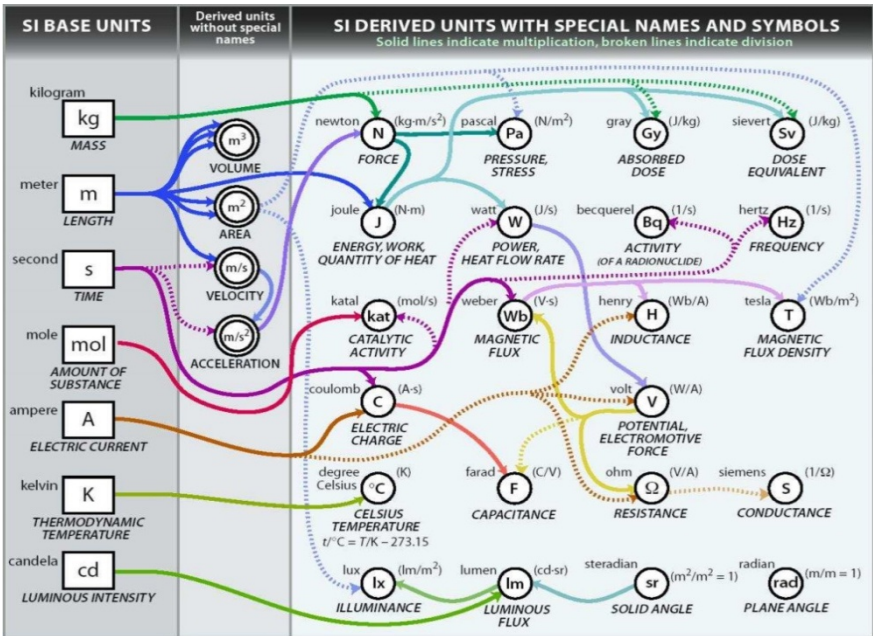 SI BASE UNITS
Derived units
without special
names
SI DERIVED UNITS WITH SPECIAL NAMES AND SYMBOLS
Solid lines indicate multiplication, broken lines indicate division
kilogram
kg
MASS
meter
m
LENGTH
second
s
TIME
mole
mol
AMOUNT OF
SUBSTANCE
ampere
A
ELECTRIC CURRENT
kelvin
K
THERMODYNAMIC
TEMPERATURE
candela
cd
LUMINOUS INTENSITY
m³
VOLUME
m²
AREA
m/s
VELOCITY
m/s²
ACCELERATION
newton N (kg·m/s²)
FORCE
pascal Pa (N/m²)
PRESSURE,
STRESS
gray Gy (J/kg)
ABSORBED
DOSE
sievert Sv (J/kg)
DOSE
EQUIVALENT
joule J (N·m)
ENERGY, WORK,
QUANTITY OF HEAT
watt W (J/s)
POWER,
HEAT FLOW RATE
becquerel Bq (1/s)
ACTIVITY
(OF A RADIONUCLIDE)
hertz Hz (1/s)
FREQUENCY
katal kat (mol/s)
CATALYTIC
ACTIVITY
weber Wb (V·s)
MAGNETIC
FLUX
henry H (Wb/A)
INDUCTANCE
tesla T (Wb/m²)
MAGNETIC
FLUX DENSITY
coulomb C (A·s)
ELECTRIC
CHARGE
volt V (W/A)
POTENTIAL,
ELECTROMOTIVE
FORCE
degree
Celsius °C (K)
CELSIUS
TEMPERATURE
t/°C = T/K – 273.15
farad F (C/V)
CAPACITANCE
ohm Ω (V/A)
RESISTANCE
siemens S (1/Ω)
CONDUCTANCE
lux lx (lm/m²)
ILLUMINANCE
lumen lm (cd·sr)
LUMINOUS
FLUX
steradian sr (m²/m² = 1)
SOLID ANGLE
radian rad (m/m = 1)
PLANE ANGLE